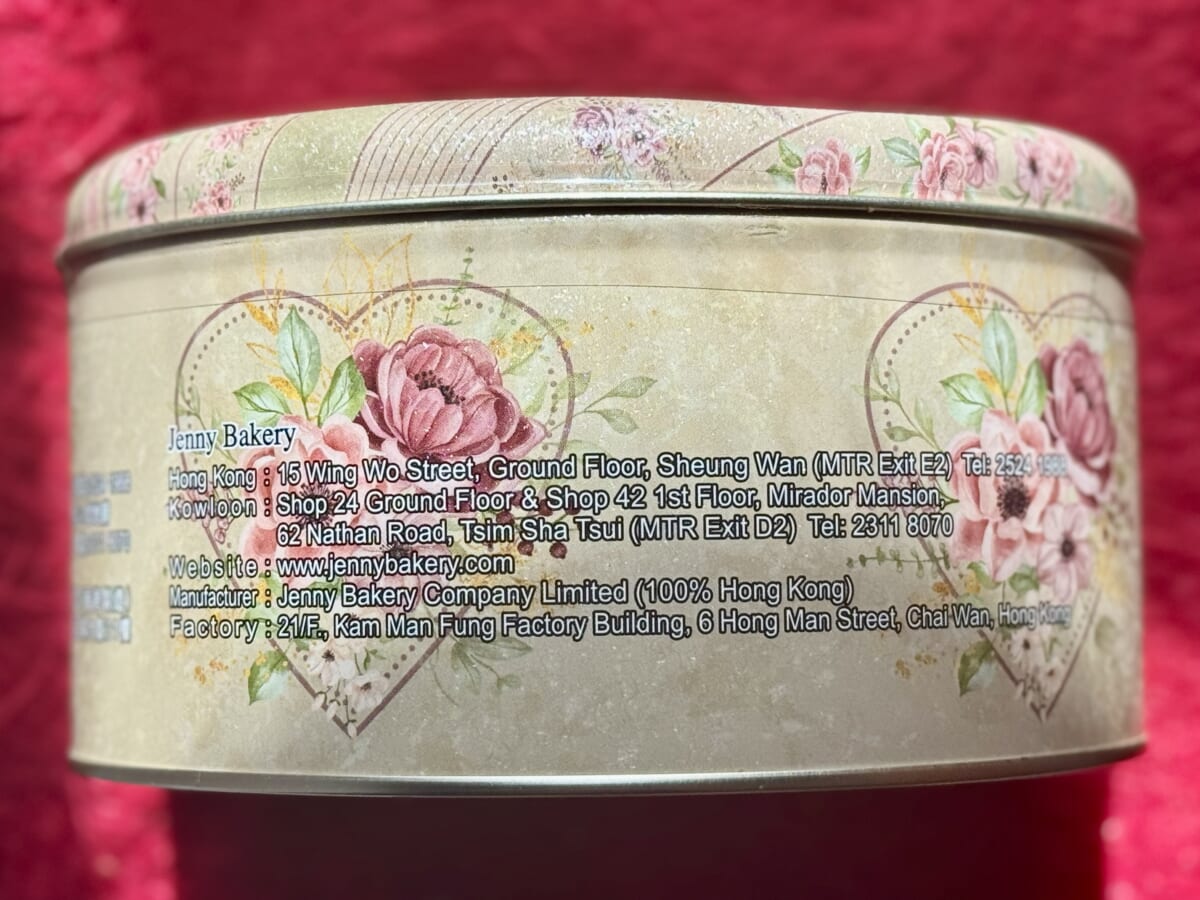 Jenny Bakery
Hong Kong : 15 Wing Wo Street, Ground Floor, Sheung Wan (MTR Exit E2) Tel: 2524
Kowloon : Shop 24 Ground Floor & Shop 42 1st Floor, Mirador Mansion,
62 Nathan Road, Tsim Sha Tsui (MTR Exit D2) Tel: 2311 8070
Website : www.jennybakery.com
Manufacturer : Jenny Bakery Company Limited (100% Hong Kong)
Factory : 21/F., Kam Man Fung Factory Building, 6 Hong Man Street, Chai Wan, Hong Kong